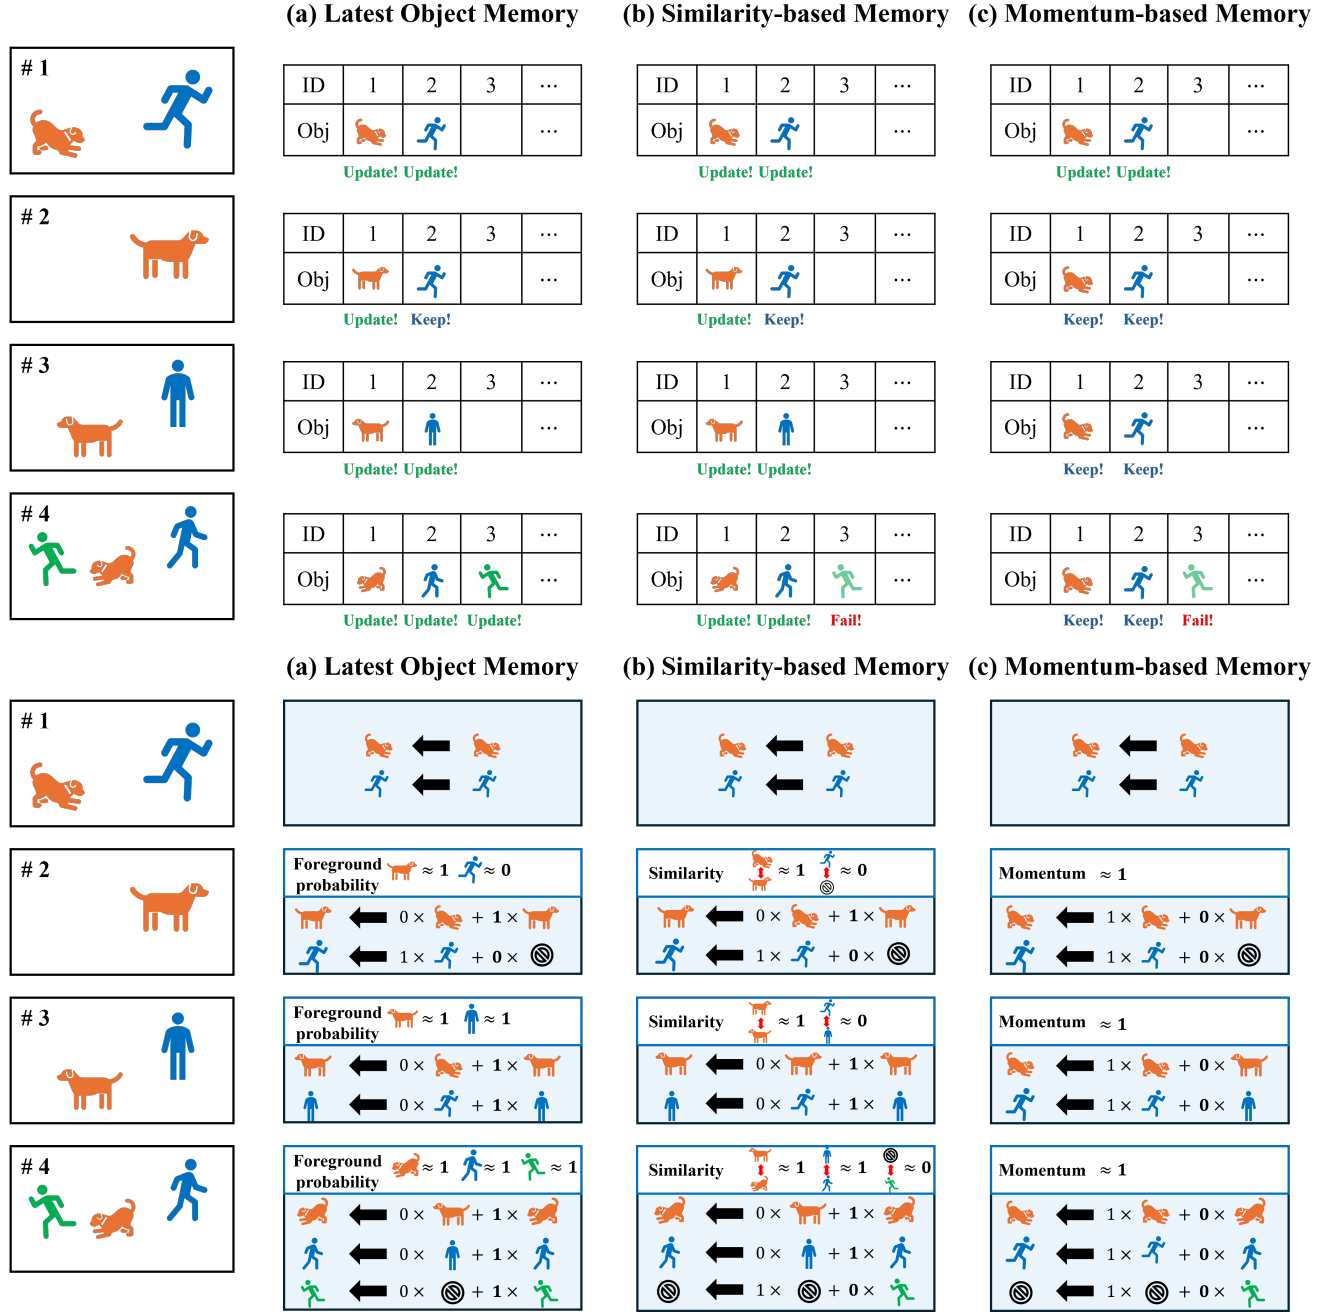 (a) Latest Object Memory (b) Similarity-based Memory (c) Momentum-based Memory
# 1
ID 1 2 3 ... ID 1 2 3 ... ID 1 2 3 ...
Obj ... Obj ... Obj ...
Update! Update! Update! Update! Update! Update!
# 2
ID 1 2 3 ... ID 1 2 3 ... ID 1 2 3 ...
Obj ... Obj ... Obj ...
Update! Keep! Update! Keep! Keep! Keep!
# 3
ID 1 2 3 ... ID 1 2 3 ... ID 1 2 3 ...
Obj ... Obj ... Obj ...
Update! Update! Update! Update! Keep! Keep!
# 4
ID 1 2 3 ... ID 1 2 3 ... ID 1 2 3 ...
Obj ... Obj ... Obj ...
Update! Update! Update! Update! Update! Fail! Keep! Keep! Fail!
(a) Latest Object Memory (b) Similarity-based Memory (c) Momentum-based Memory
# 1
# 2
Foreground probability ≈ 1 ≈ 0 Similarity ≈ 1 ≈ 0 Momentum ≈ 1
0 × + 1 × 0 × + 1 × 1 × + 0 ×
1 × + 0 × 1 × + 0 × 1 × + 0 ×
# 3
Foreground probability ≈ 1 ≈ 1 Similarity ≈ 1 ≈ 0 Momentum ≈ 1
0 × + 1 × 0 × + 1 × 1 × + 0 ×
0 × + 1 × 0 × + 1 × 1 × + 0 ×
# 4
Foreground probability ≈ 1 ≈ 1 ≈ 1 Similarity ≈ 1 ≈ 1 ≈ 0 Momentum ≈ 1
0 × + 1 × 0 × + 1 × 1 × + 0 ×
0 × + 1 × 0 × + 1 × 1 × + 0 ×
0 × + 1 × 1 × + 0 × 1 × + 0 ×